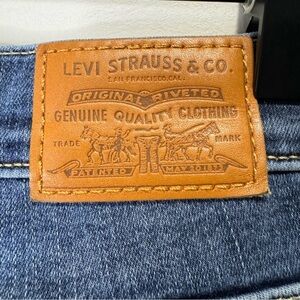 LEVI STRAUSS & CO.
SAN FRANCISCO, CAL.
ORIGINAL RIVETED
GENUINE QUALITY CLOTHING
TRADE MARK
PATENTED MAY 20 1873